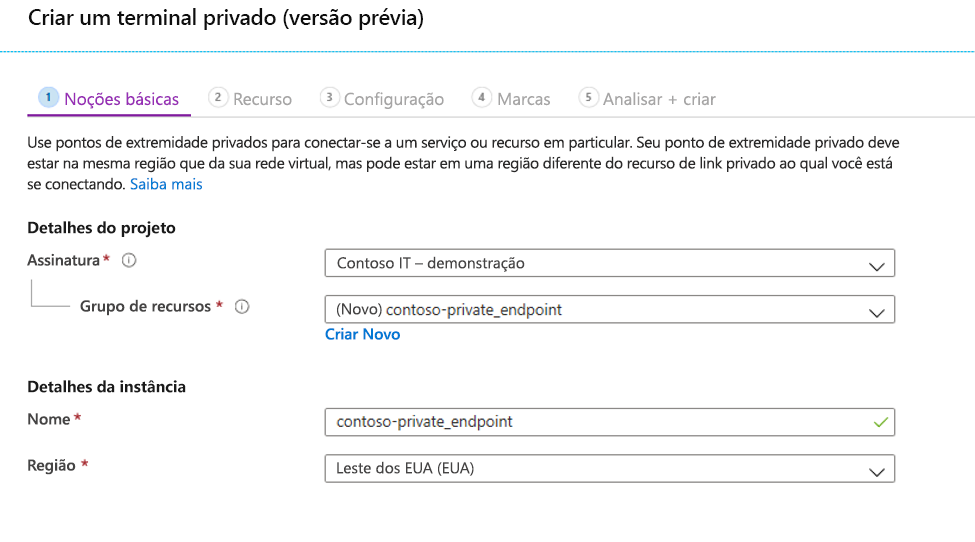 Criar um terminal privado (versão prévia)
1 Noções básicas 2 Recurso 3 Configuração 4 Marcas 5 Analisar + criar
Use pontos de extremidade privados para conectar-se a um serviço ou recurso em particular. Seu ponto de extremidade privado deve
estar na mesma região que da sua rede virtual, mas pode estar em uma região diferente do recurso de link privado ao qual você está
se conectando. Saiba mais
Detalhes do projeto
Assinatura * Contoso IT – demonstração
Grupo de recursos * (Novo) contoso-private_endpoint
Criar Novo
Detalhes da instância
Nome * contoso-private_endpoint
Região * Leste dos EUA (EUA)